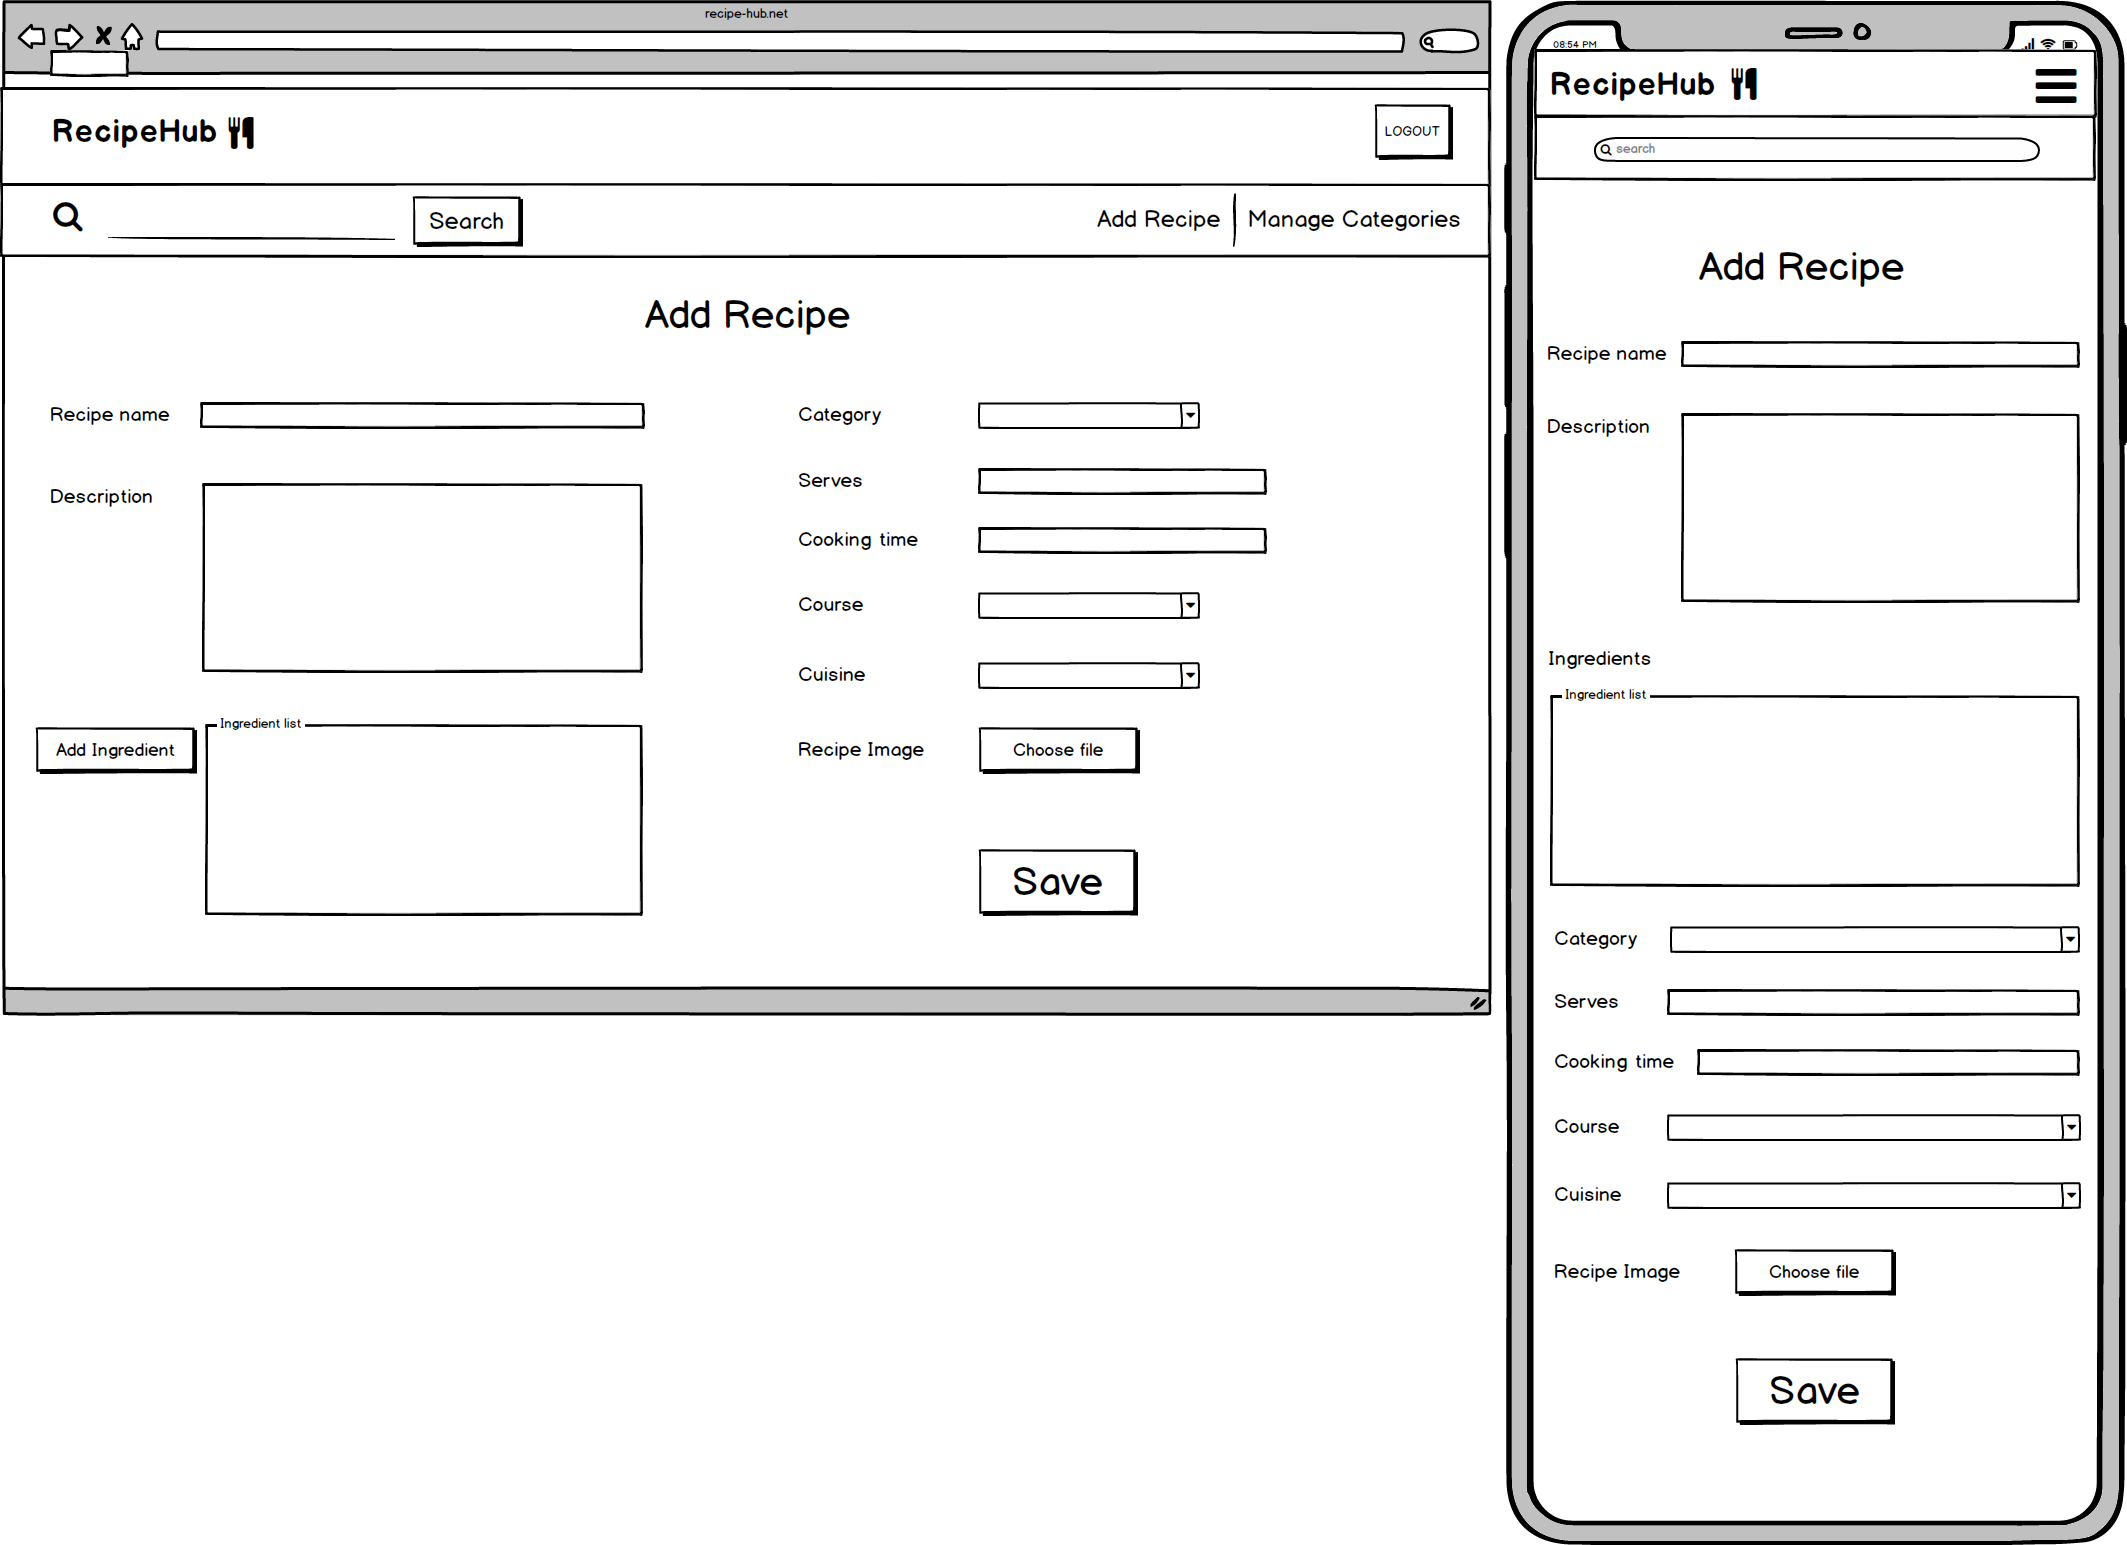 recipe-hub.net
RecipeHub
LOGOUT
Search
Add Recipe
Manage Categories
Add Recipe
Recipe name
Description
Add Ingredient
Ingredient list
Category
Serves
Cooking time
Course
Cuisine
Recipe Image
Choose file
Save
08:54 PM
RecipeHub
search
Add Recipe
Recipe name
Description
Ingredients
Ingredient list
Category
Serves
Cooking time
Course
Cuisine
Recipe Image
Choose file
Save